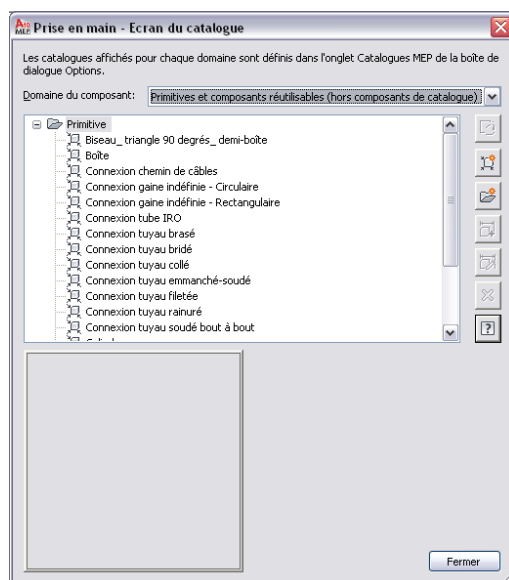 Prise en main - Ecran du catalogue
Les catalogues affichés pour chaque domaine sont définis dans l'onglet Catalogues MEP de la boîte de
dialogue Options.
Domaine du composant: Primitives et composants réutilisables (hors composants de catalogue)
Primitive
Biseau_ triangle 90 degrés_ demi-boîte
Boîte
Connexion chemin de câbles
Connexion gaine indéfinie - Circulaire
Connexion gaine indéfinie - Rectangulaire
Connexion tube IRO
Connexion tuyau brasé
Connexion tuyau bridé
Connexion tuyau collé
Connexion tuyau emmanché-soudé
Connexion tuyau filetée
Connexion tuyau rainuré
Connexion tuyau soudé bout à bout
Fermer